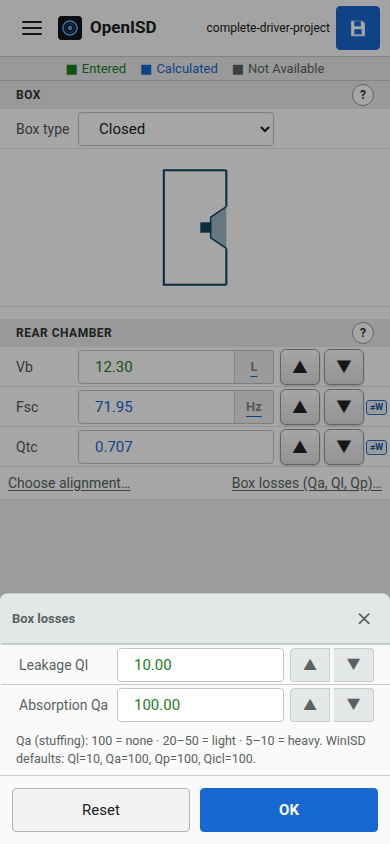 OpenISD
complete-driver-project
Entered Calculated Not Available
BOX ?
Box type Closed
REAR CHAMBER ?
Vb 12.30 L ▲ ▼
Fsc 71.95 Hz ▲ ▼ ≠W
Qtc 0.707 ▲ ▼ ≠W
Choose alignment... Box losses (Qa, Ql, Qp)...
Box losses ×
Leakage Ql 10.00 ▲ ▼
Absorption Qa 100.00 ▲ ▼
Qa (stuffing): 100 = none · 20–50 = light · 5–10 = heavy. WinISD
defaults: Ql=10, Qa=100, Qp=100, Qicl=100.
Reset OK